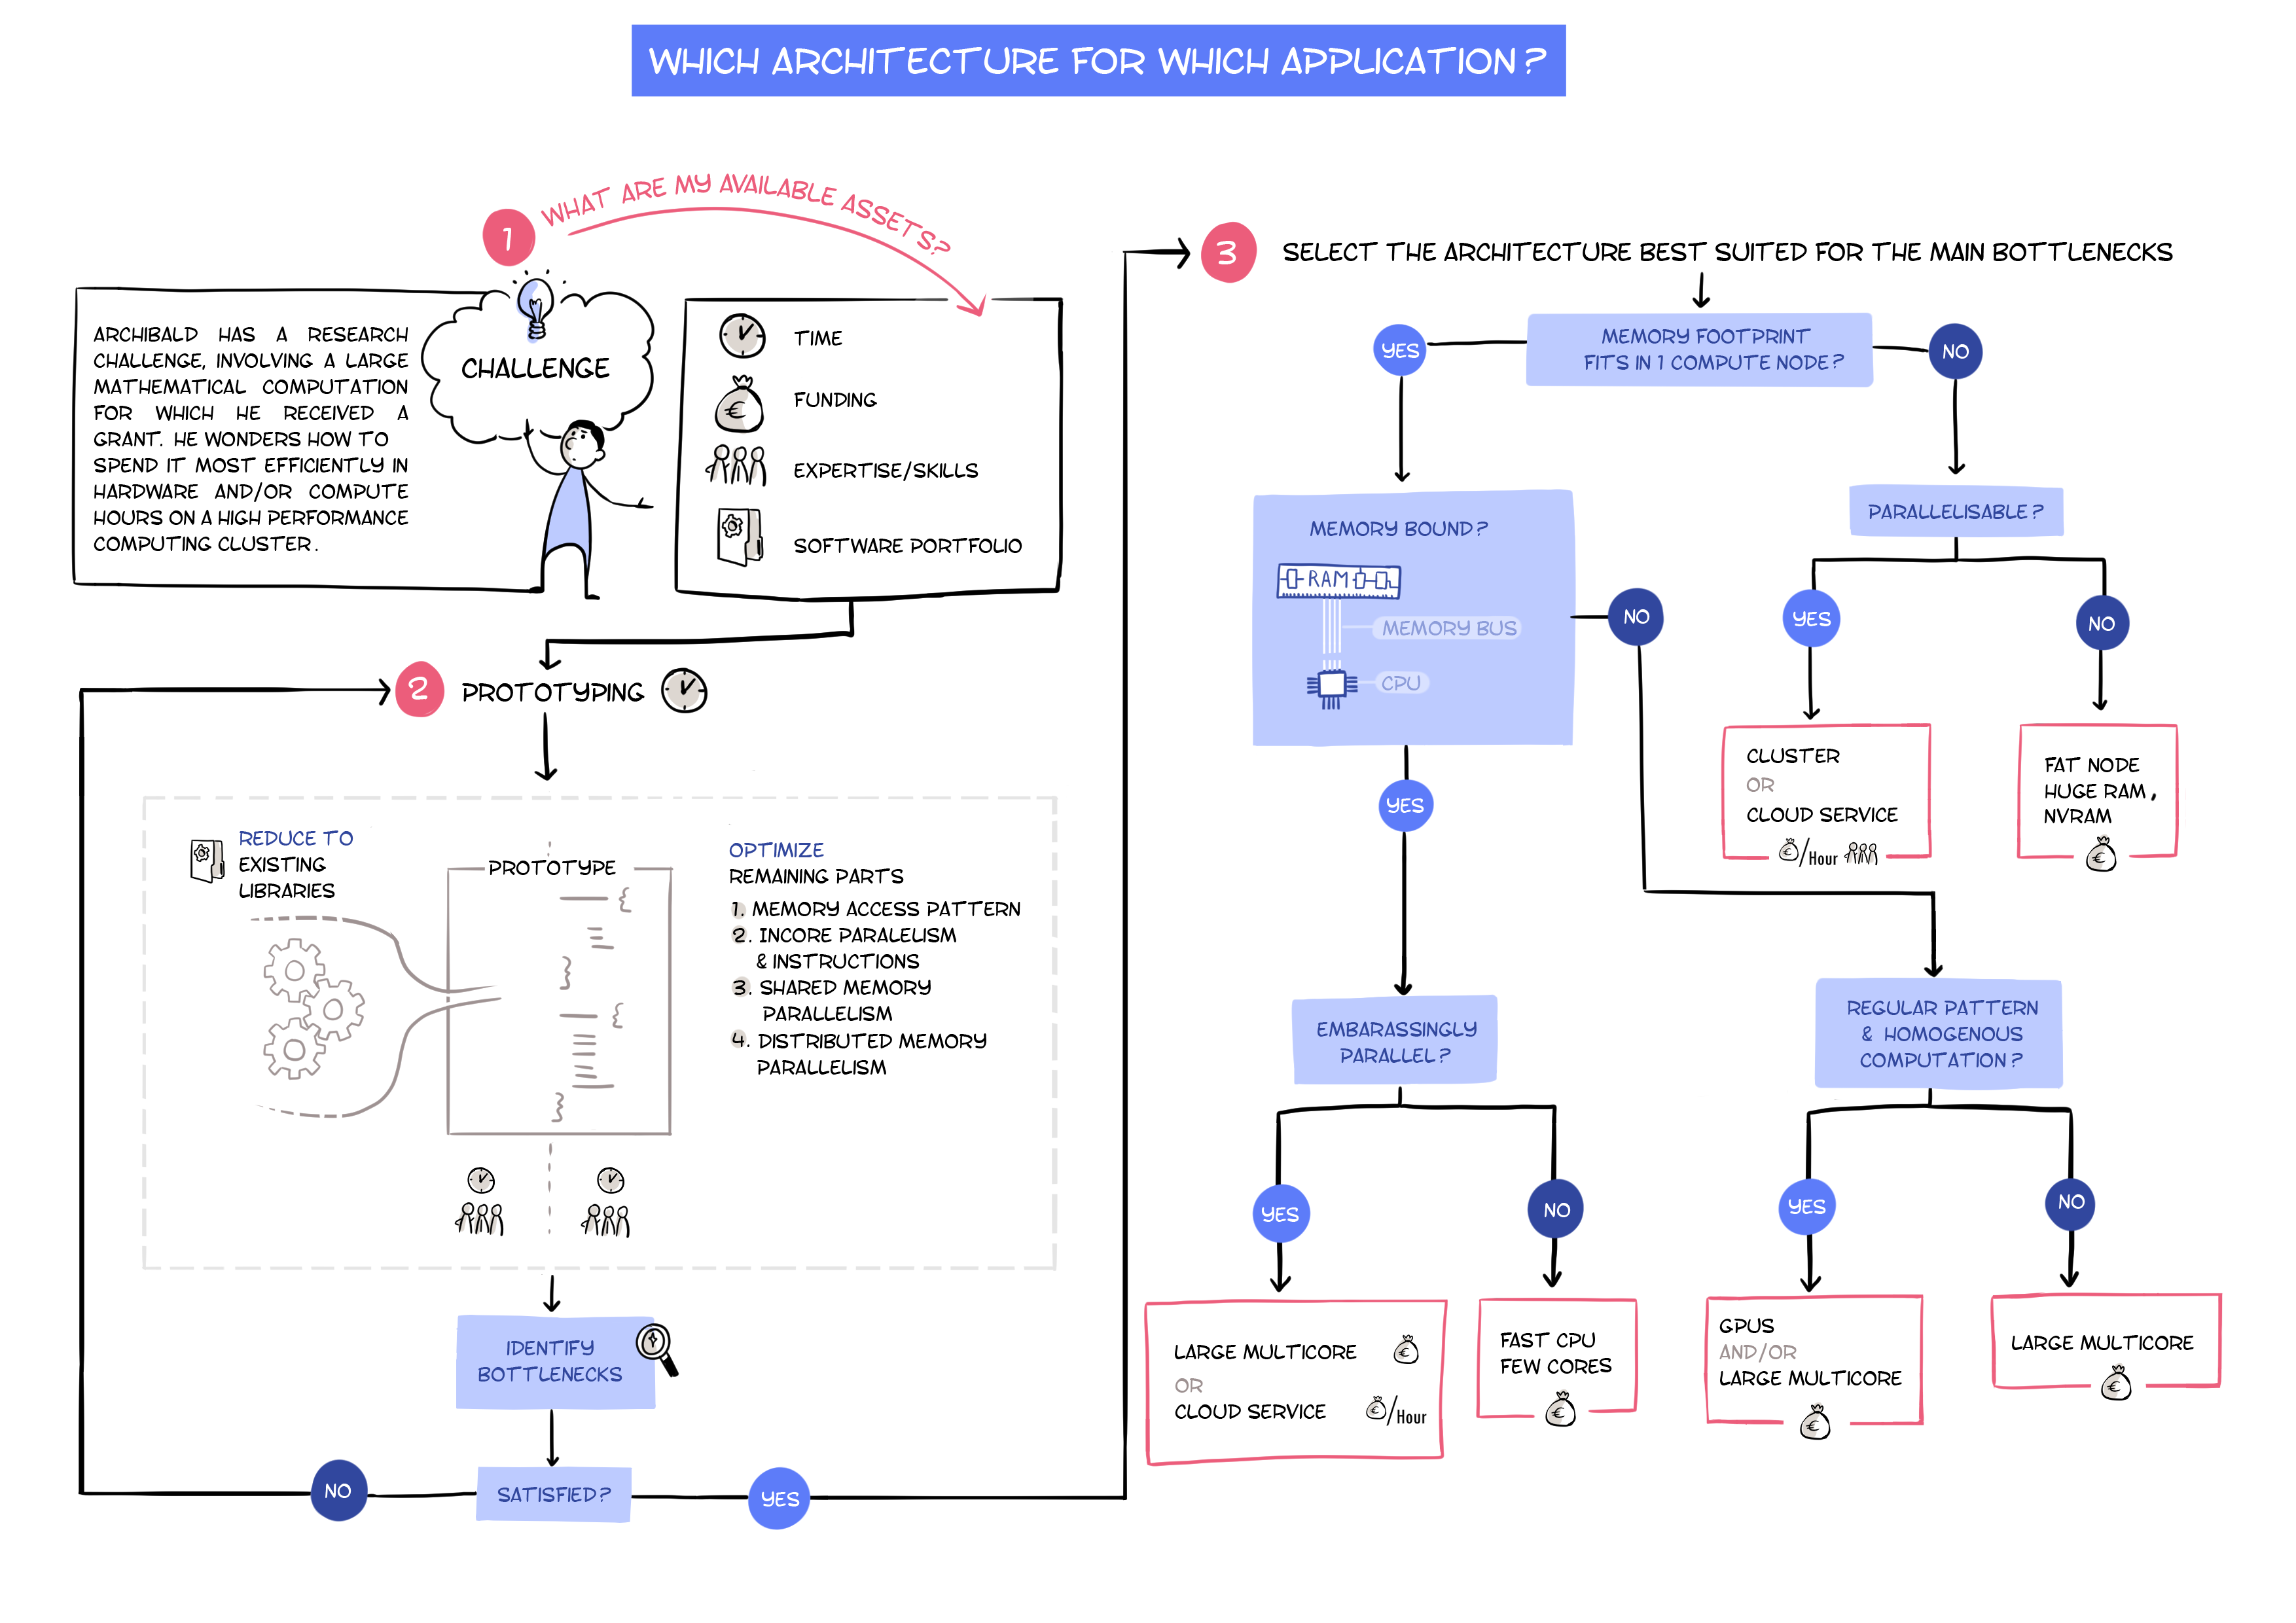 WHICH ARCHITECTURE FOR WHICH APPLICATION?
1
WHAT ARE MY AVAILABLE ASSETS?
ARCHIBALD HAS A RESEARCH
CHALLENGE, INVOLVING A LARGE
MATHEMATICAL COMPUTATION
FOR WHICH HE RECEIVED A
GRANT. HE WONDERS HOW TO
SPEND IT MOST EFFICIENTLY IN
HARDWARE AND/OR COMPUTE
HOURS ON A HIGH PERFORMANCE
COMPUTING CLUSTER.
CHALLENGE
TIME
€
FUNDING
EXPERTISE/SKILLS
SOFTWARE PORTFOLIO
2
PROTOTYPING
REDUCE TO
EXISTING
LIBRARIES
PROTOTYPE
OPTIMIZE
REMAINING PARTS
1. MEMORY ACCESS PATTERN
2. INCORE PARALELISM
& INSTRUCTIONS
3. SHARED MEMORY
PARALLELISM
4. DISTRIBUTED MEMORY
PARALLELISM
IDENTIFY
BOTTLENECKS
SATISFIED?
NO
YES
3
SELECT THE ARCHITECTURE BEST SUITED FOR THE MAIN BOTTLENECKS
MEMORY FOOTPRINT
FITS IN 1 COMPUTE NODE?
YES
NO
MEMORY BOUND?
RAM
MEMORY BUS
CPU
NO
YES
PARALLELISABLE?
YES
NO
CLUSTER
OR
CLOUD SERVICE
€/Hour
FAT NODE
HUGE RAM,
NVRAM
€
EMBARASSINGLY
PARALLEL?
YES
NO
REGULAR PATTERN
& HOMOGENOUS
COMPUTATION?
YES
NO
LARGE MULTICORE €
OR
CLOUD SERVICE €/Hour
FAST CPU
FEW CORES
€
GPUS
AND/OR
LARGE MULTICORE
€
LARGE MULTICORE
€